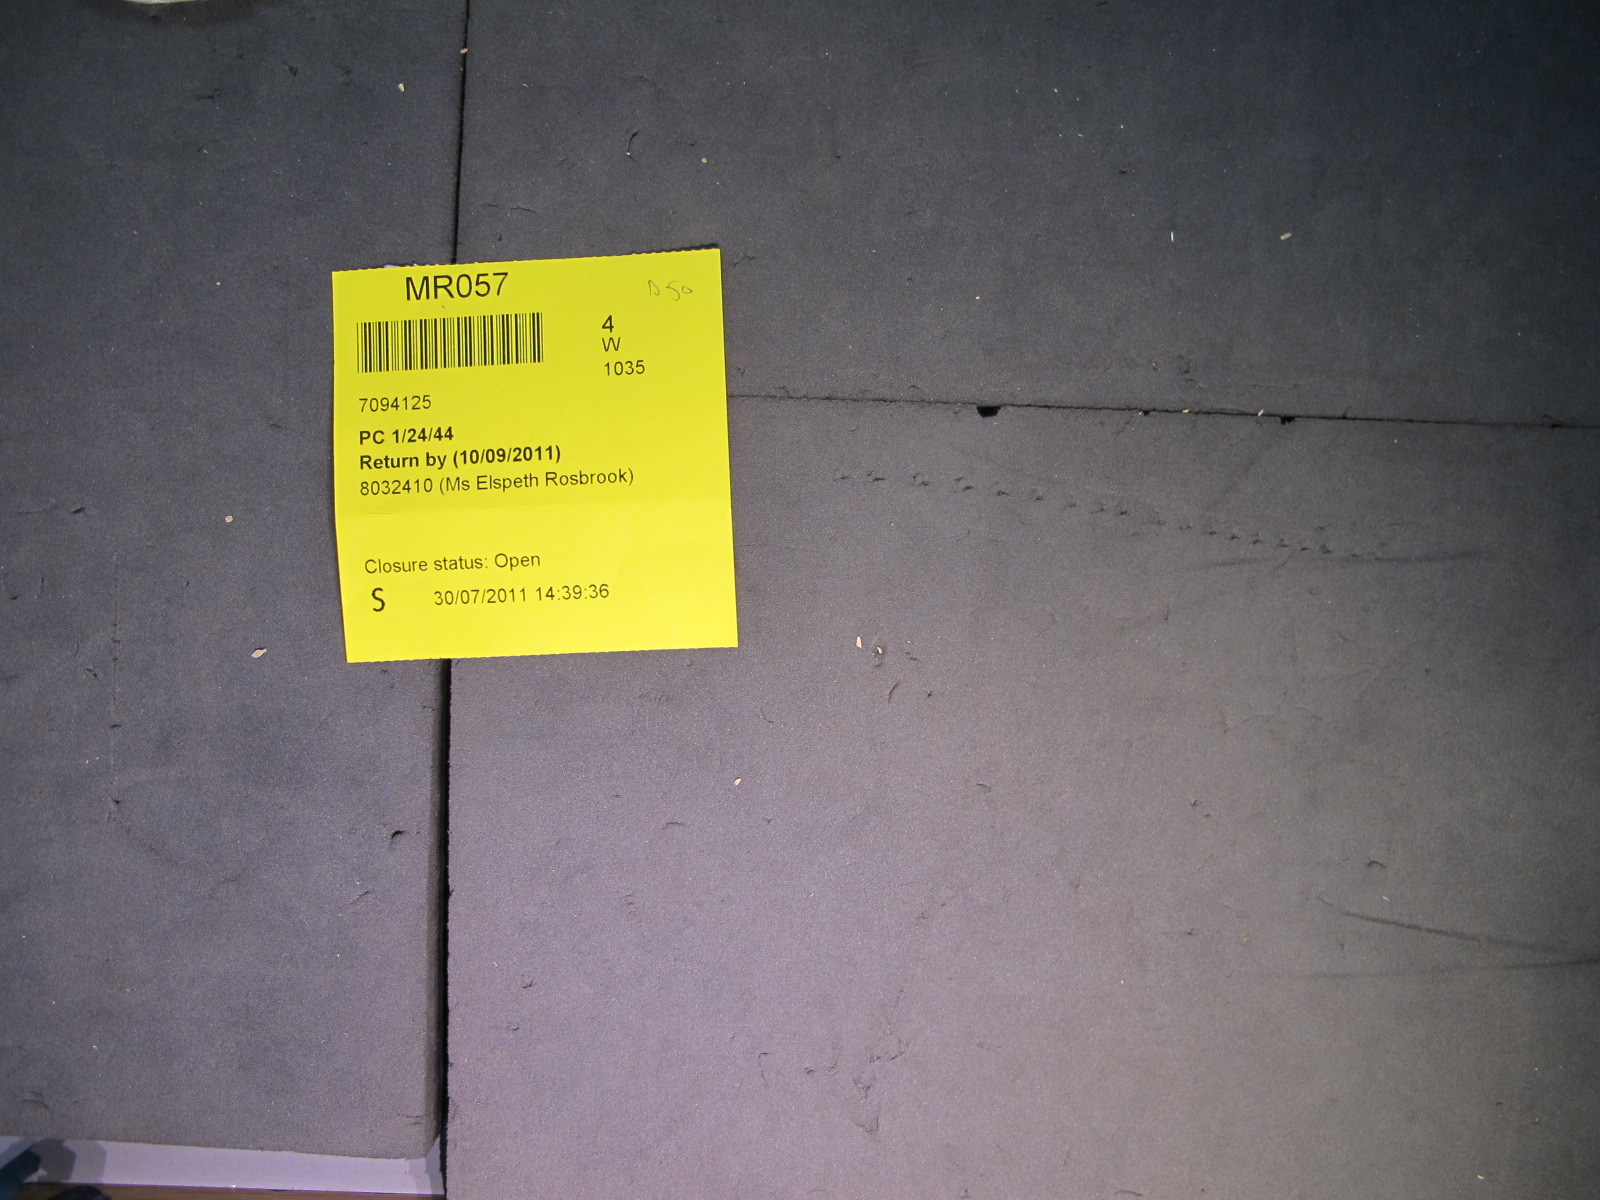 MR057
D50
4
W
1035
7094125
PC 1/24/44
Return by (10/09/2011)
8032410 (Ms Elspeth Rosbrook)
Closure status: Open
S 30/07/2011 14:39:36